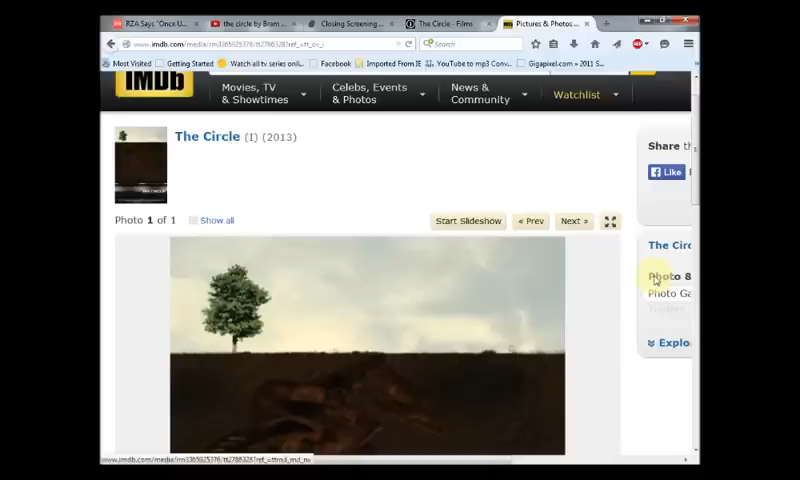 RZA Says "Once U...
the circle by Bram ...
Closing Screening ...
The Circle - Films
Pictures & Photos ...
www.imdb.com/media/rm3365925376/tt2786328?ref_=tt_ov_i
Search
Most Visited
Getting Started
Watch all tv series onlin...
Facebook
Imported From IE
YouTube to mp3 Conv...
Gigapixel.com » 2011 S...
IMDb
Movies, TV
& Showtimes
Celebs, Events
& Photos
News &
Community
Watchlist
The Circle (I) (2013)
Share th
Like
Photo 1 of 1
Show all
Start Slideshow
« Prev
Next »
The Circ
Photo &
Photo Ga
Trailers
Explo